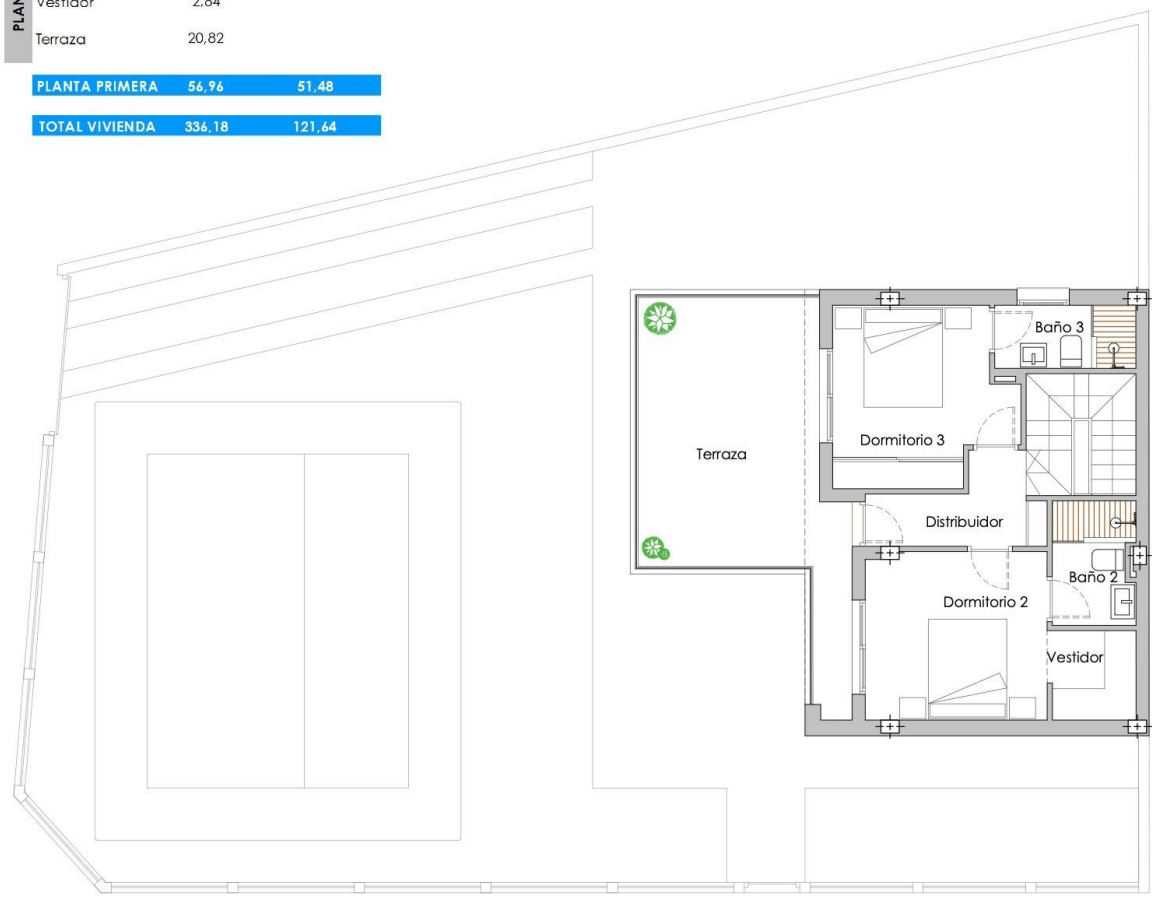 PLAN
Vestidor 2,84
Terraza 20,82
PLANTA PRIMERA 56,96 51,48
TOTAL VIVIENDA 336,18 121,64
Baño 3
Dormitorio 3
Terraza
Distribuidor
Baño 2
Dormitorio 2
Vestidor